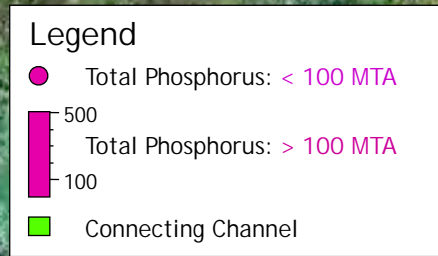 Legend
Total Phosphorus: < 100 MTA
500
Total Phosphorus: > 100 MTA
100
Connecting Channel